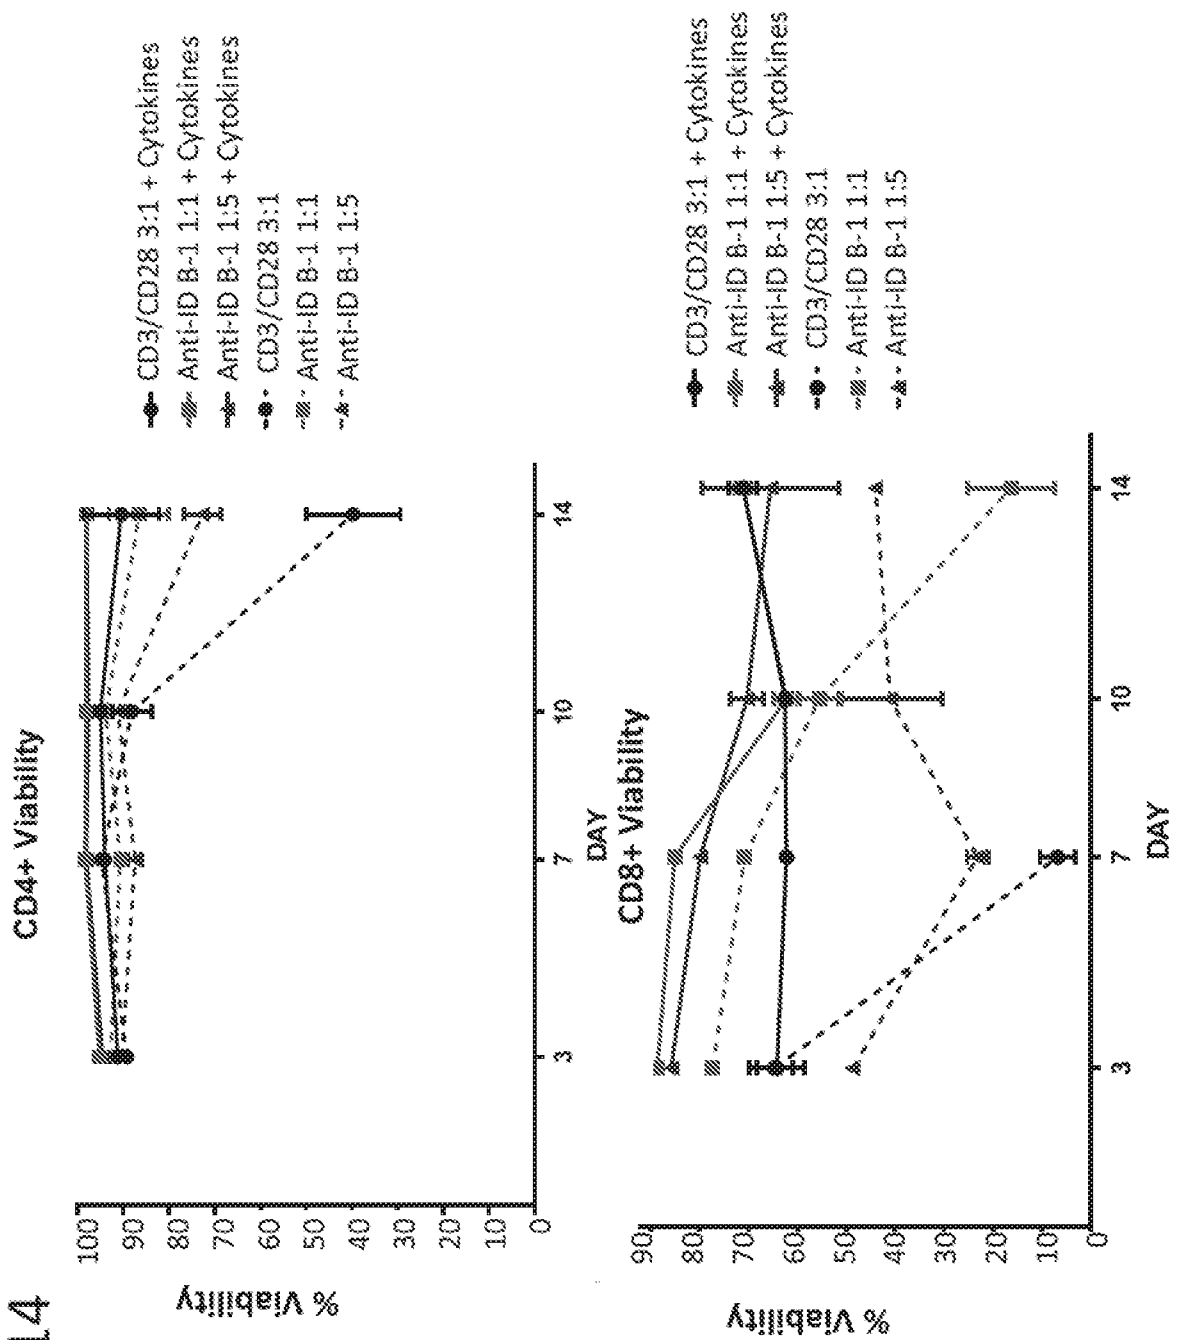 14
CD4+ Viability
% Viability
100
90
80
70
60
50
40
30
20
10
0
3
7
10
14
DAY
CD3/CD28 3:1 + Cytokines
Anti-ID B-1 1:1 + Cytokines
Anti-ID B-1 1:5 + Cytokines
CD3/CD28 3:1
Anti-ID B-1 1:1
Anti-ID B-1 1:5
CD8+ Viability
% Viability
90
80
70
60
50
40
30
20
10
0
3
7
10
14
DAY
CD3/CD28 3:1 + Cytokines
Anti-ID B-1 1:1 + Cytokines
Anti-ID B-1 1:5 + Cytokines
CD3/CD28 3:1
Anti-ID B-1 1:1
Anti-ID B-1 1:5